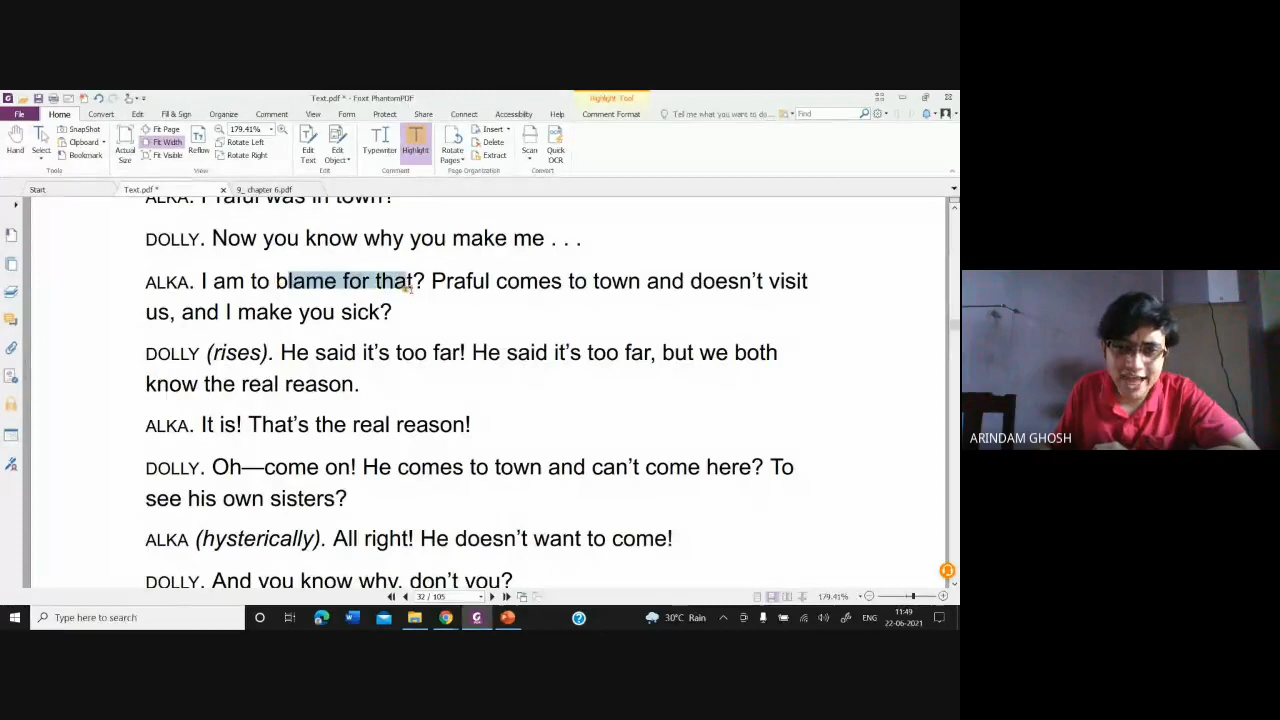 Text.pdf * - Foxit PhantomPDF
Highlight Tool
File Home Convert Edit Fill & Sign Organize Comment View Form Protect Share Connect Accessibility Help Comment Format Tell me what you want to do... Find
Hand Select SnapShot Clipboard Bookmark Actual Size Fit Page Fit Width Fit Visible Reflow 179.41% Rotate Left Rotate Right Edit Text Edit Object Typewriter Highlight Rotate Pages Insert Delete Extract Scan Quick OCR
Tools View Edit Comment Page Organization Convert
Start Text.pdf * 9_ chapter 6.pdf
ALKA. Praful was in town?
DOLLY. Now you know why you make me . . .
ALKA. I am to blame for that? Praful comes to town and doesn’t visit
us, and I make you sick?
DOLLY (rises). He said it’s too far! He said it’s too far, but we both
know the real reason.
ALKA. It is! That’s the real reason!
DOLLY. Oh—come on! He comes to town and can’t come here? To
see his own sisters?
ALKA (hysterically). All right! He doesn’t want to come!
DOLLY. And you know why, don’t you?
32 / 105 179.41%
Type here to search 30°C Rain ENG 11:49
22-06-2021
ARINDAM GHOSH